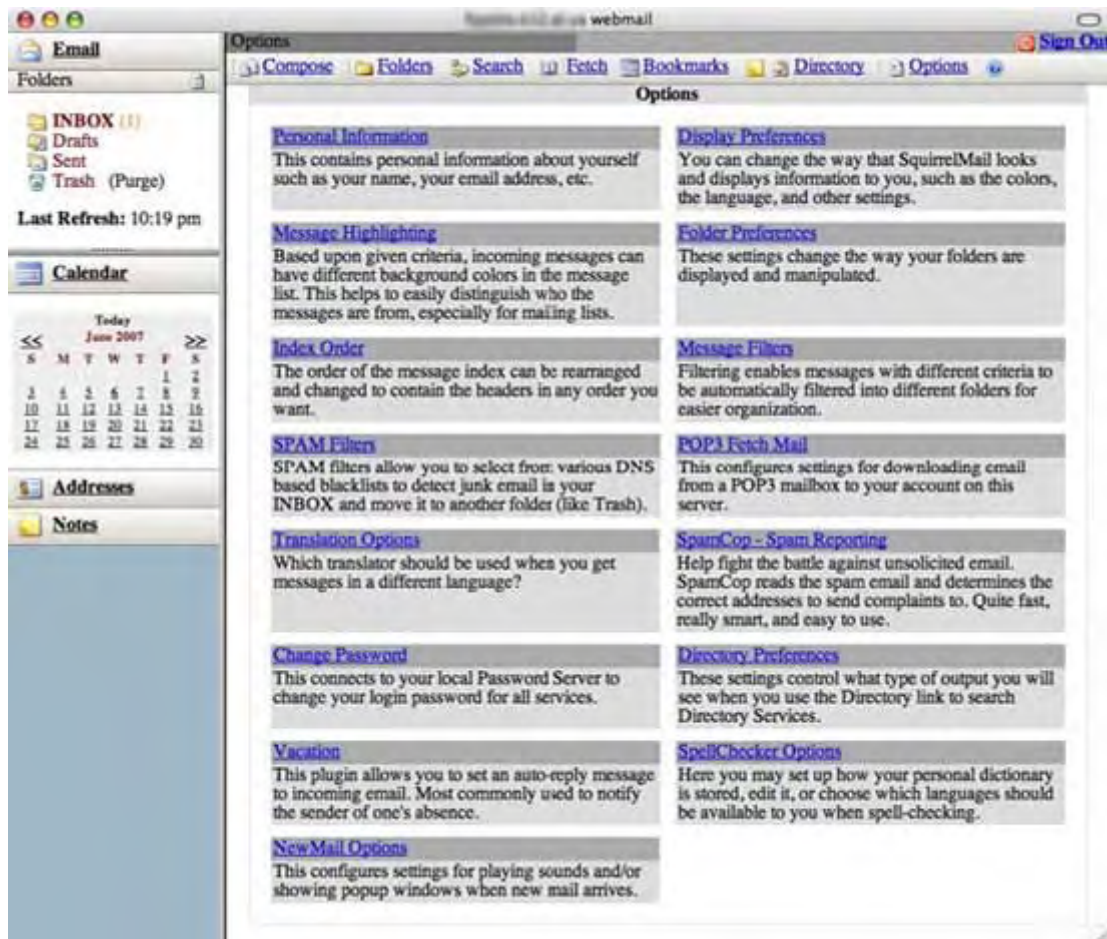 webmail
Email
Folders
INBOX (1)
Drafts
Sent
Trash (Purge)
Last Refresh: 10:19 pm
Calendar
Today
<< June 2007 >>
S M T W T F S
1 2
3 4 5 6 7 8 9
10 11 12 13 14 15 16
17 18 19 20 21 22 23
24 25 26 27 28 29 30
Addresses
Notes
Options
Sign Out
Compose Folders Search Fetch Bookmarks Directory Options
Options
Personal Information
This contains personal information about yourself
such as your name, your email address, etc.
Display Preferences
You can change the way that SquirrelMail looks
and displays information to you, such as the colors,
the language, and other settings.
Message Highlighting
Based upon given criteria, incoming messages can
have different background colors in the message
list. This helps to easily distinguish who the
messages are from, especially for mailing lists.
Folder Preferences
These settings change the way your folders are
displayed and manipulated.
Index Order
The order of the message index can be rearranged
and changed to contain the headers in any order you
want.
Message Filters
Filtering enables messages with different criteria to
be automatically filtered into different folders for
easier organization.
SPAM Filters
SPAM filters allow you to select from various DNS
based blacklists to detect junk email in your
INBOX and move it to another folder (like Trash).
POP3 Fetch Mail
This configures settings for downloading email
from a POP3 mailbox to your account on this
server.
Translation Options
Which translator should be used when you get
messages in a different language?
SpamCop - Spam Reporting
Help fight the battle against unsolicited email.
SpamCop reads the spam email and determines the
correct addresses to send complaints to. Quite fast,
really smart, and easy to use.
Change Password
This connects to your local Password Server to
change your login password for all services.
Directory Preferences
These settings control what type of output you will
see when you use the Directory link to search
Directory Services.
Vacation
This plugin allows you to set an auto-reply message
to incoming email. Most commonly used to notify
the sender of one's absence.
SpellChecker Options
Here you may set up how your personal dictionary
is stored, edit it, or choose which languages should
be available to you when spell-checking.
NewMail Options
This configures settings for playing sounds and/or
showing popup windows when new mail arrives.